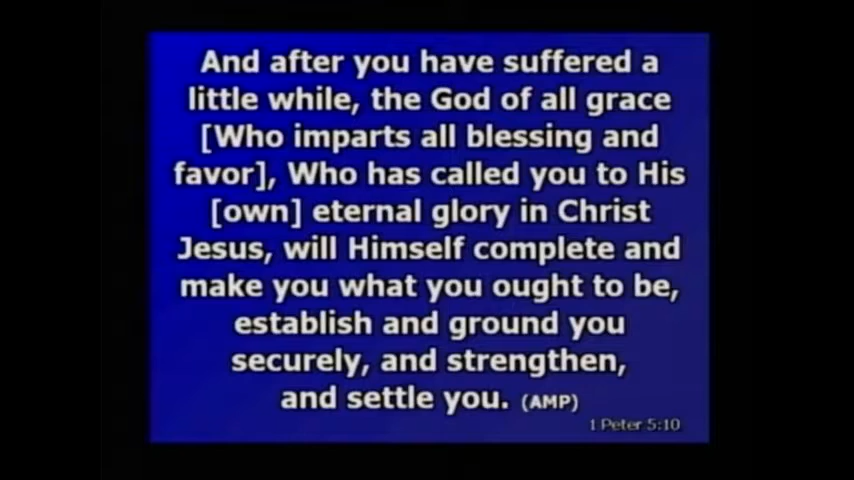 And after you have suffered a
little while, the God of all grace
[Who imparts all blessing and
favor], Who has called you to His
[own] eternal glory in Christ
Jesus, will Himself complete and
make you what you ought to be,
establish and ground you
securely, and strengthen,
and settle you. (AMP)
1 Peter 5:10